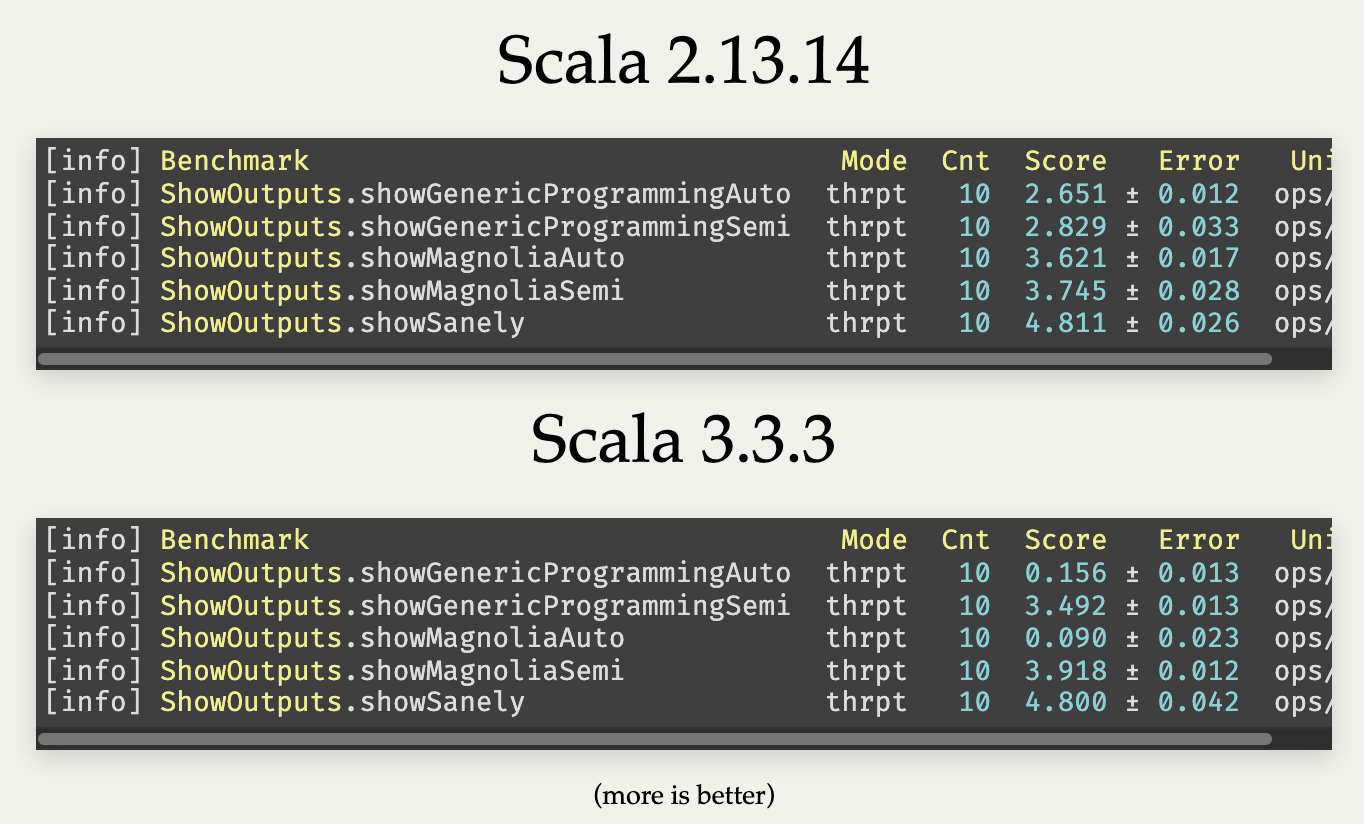 Scala 2.13.14
[info] Benchmark Mode Cnt Score Error Uni
[info] ShowOutputs.showGenericProgrammingAuto thrpt 10 2.651 ± 0.012 ops/
[info] ShowOutputs.showGenericProgrammingSemi thrpt 10 2.829 ± 0.033 ops/
[info] ShowOutputs.showMagnoliaAuto thrpt 10 3.621 ± 0.017 ops/
[info] ShowOutputs.showMagnoliaSemi thrpt 10 3.745 ± 0.028 ops/
[info] ShowOutputs.showSanely thrpt 10 4.811 ± 0.026 ops/
Scala 3.3.3
[info] Benchmark Mode Cnt Score Error Uni
[info] ShowOutputs.showGenericProgrammingAuto thrpt 10 0.156 ± 0.013 ops/
[info] ShowOutputs.showGenericProgrammingSemi thrpt 10 3.492 ± 0.013 ops/
[info] ShowOutputs.showMagnoliaAuto thrpt 10 0.090 ± 0.023 ops/
[info] ShowOutputs.showMagnoliaSemi thrpt 10 3.918 ± 0.012 ops/
[info] ShowOutputs.showSanely thrpt 10 4.800 ± 0.042 ops/
(more is better)